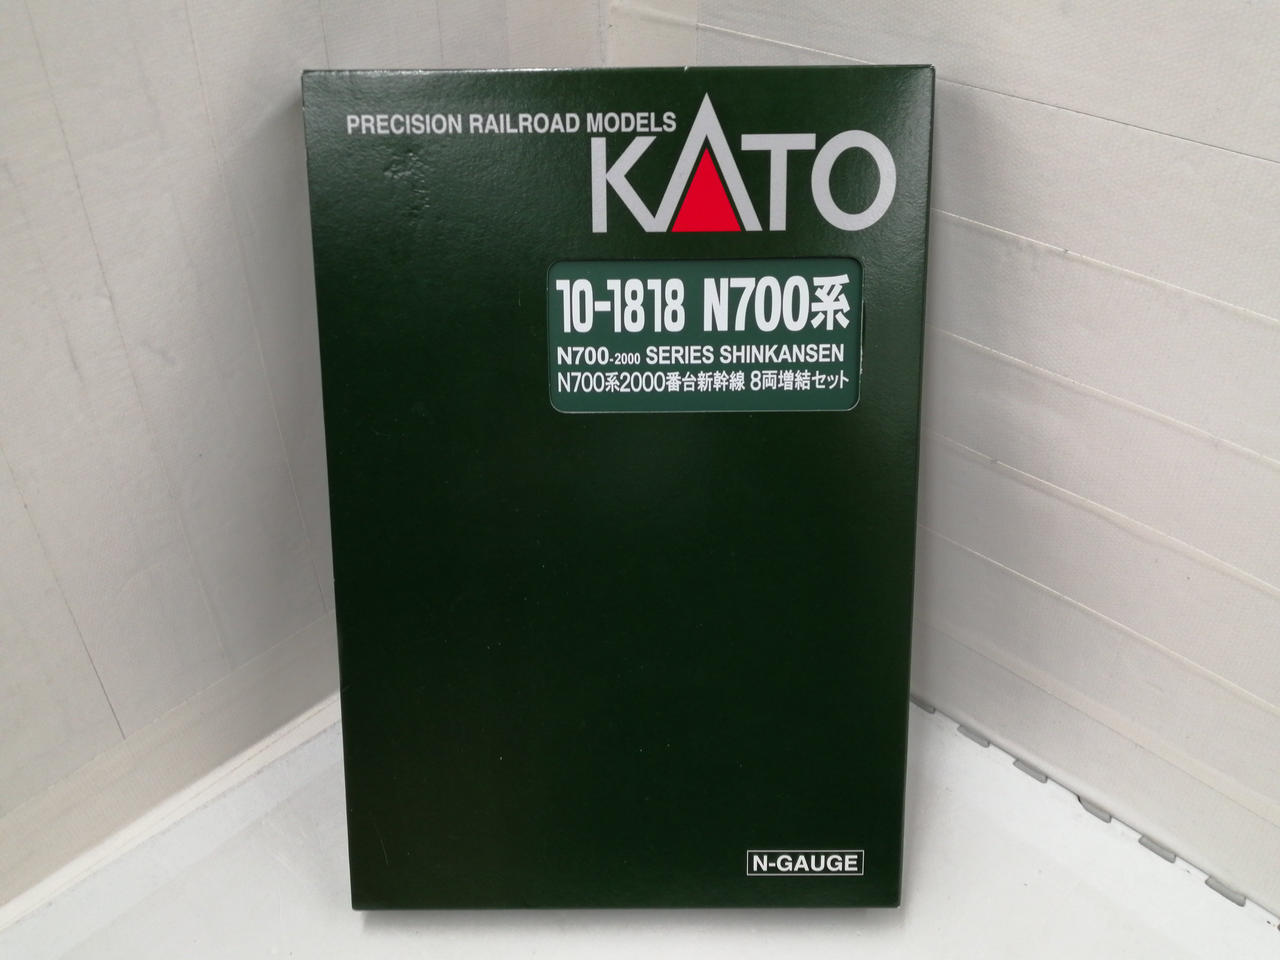 PRECISION RAILROAD MODELS
KATO
10-1818 N700系
N700-2000 SERIES SHINKANSEN
N700系2000番台新幹線 8両増結セット
N-GAUGE